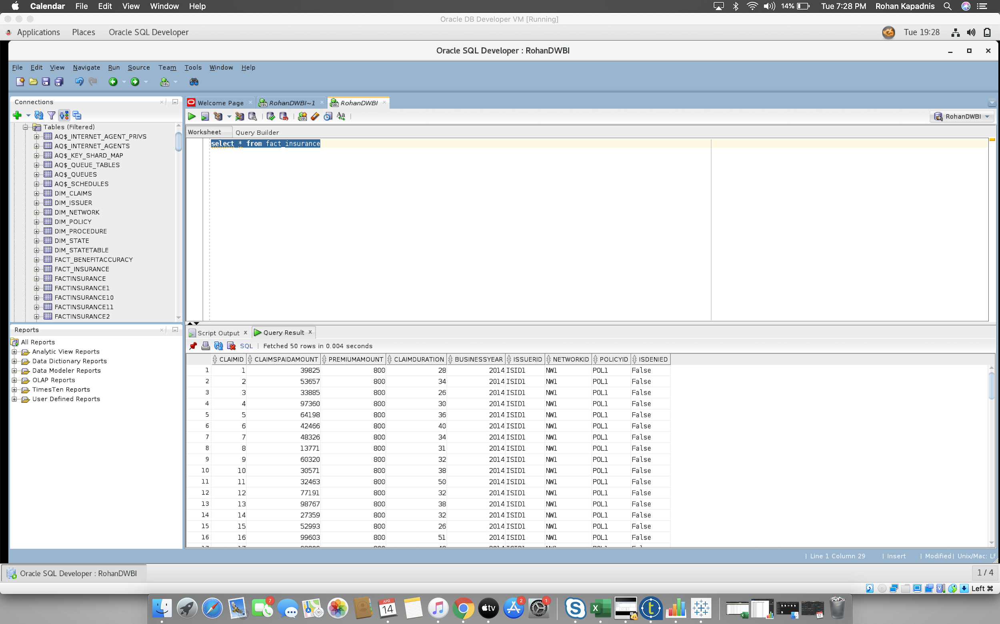 Calendar File Edit View Window Help 14% Tue 7:28 PM Rohan Kapadnis
Oracle DB Developer VM [Running]
Applications Places Oracle SQL Developer Tue 19:28
Oracle SQL Developer : RohanDWBI
File Edit View Navigate Run Source Team Tools Window Help
Connections
Welcome Page RohanDWBI~1 RohanDWBI
RohanDWBI
Worksheet Query Builder
select * from fact_insurance
Tables (Filtered)
AQ$_INTERNET_AGENT_PRIVS
AQ$_INTERNET_AGENTS
AQ$_KEY_SHARD_MAP
AQ$_QUEUE_TABLES
AQ$_QUEUES
AQ$_SCHEDULES
DIM_CLAIMS
DIM_ISSUER
DIM_NETWORK
DIM_POLICY
DIM_PROCEDURE
DIM_STATE
DIM_STATETABLE
FACT_BENEFITACCURACY
FACT_INSURANCE
FACTINSURANCE
FACTINSURANCE1
FACTINSURANCE10
FACTINSURANCE11
FACTINSURANCE2
Reports
All Reports
Analytic View Reports
Data Dictionary Reports
Data Modeler Reports
OLAP Reports
TimesTen Reports
User Defined Reports
Script Output Query Result
SQL | Fetched 50 rows in 0.004 seconds
CLAIMID CLAIMSPAIDAMOUNT PREMIUMAMOUNT CLAIMDURATION BUSINESSYEAR ISSUERID NETWORKID POLICYID ISDENIED
1 1 39825 800 28 2014 ISID1 NW1 POL1 False
2 2 53657 800 34 2014 ISID1 NW1 POL1 False
3 3 33885 800 26 2014 ISID1 NW1 POL1 False
4 4 97360 800 30 2014 ISID1 NW1 POL1 False
5 5 64198 800 36 2014 ISID1 NW1 POL1 False
6 6 42466 800 40 2014 ISID1 NW1 POL1 False
7 7 48326 800 34 2014 ISID1 NW1 POL1 False
8 8 13771 800 31 2014 ISID1 NW1 POL1 False
9 9 60320 800 32 2014 ISID1 NW1 POL1 False
10 10 30571 800 38 2014 ISID1 NW1 POL1 False
11 11 32463 800 50 2014 ISID1 NW1 POL1 False
12 12 77191 800 32 2014 ISID1 NW1 POL1 False
13 13 98767 800 38 2014 ISID1 NW1 POL1 False
14 14 27359 800 32 2014 ISID1 NW1 POL1 False
15 15 52993 800 26 2014 ISID1 NW1 POL1 False
16 16 99603 800 51 2014 ISID1 NW1 POL1 False
| Line 1 Column 29 | Insert | Modified | Unix/Mac: LF
Oracle SQL Developer : RohanDWBI 1 / 4
Left ⌘
7 APR 14 tv 2 1